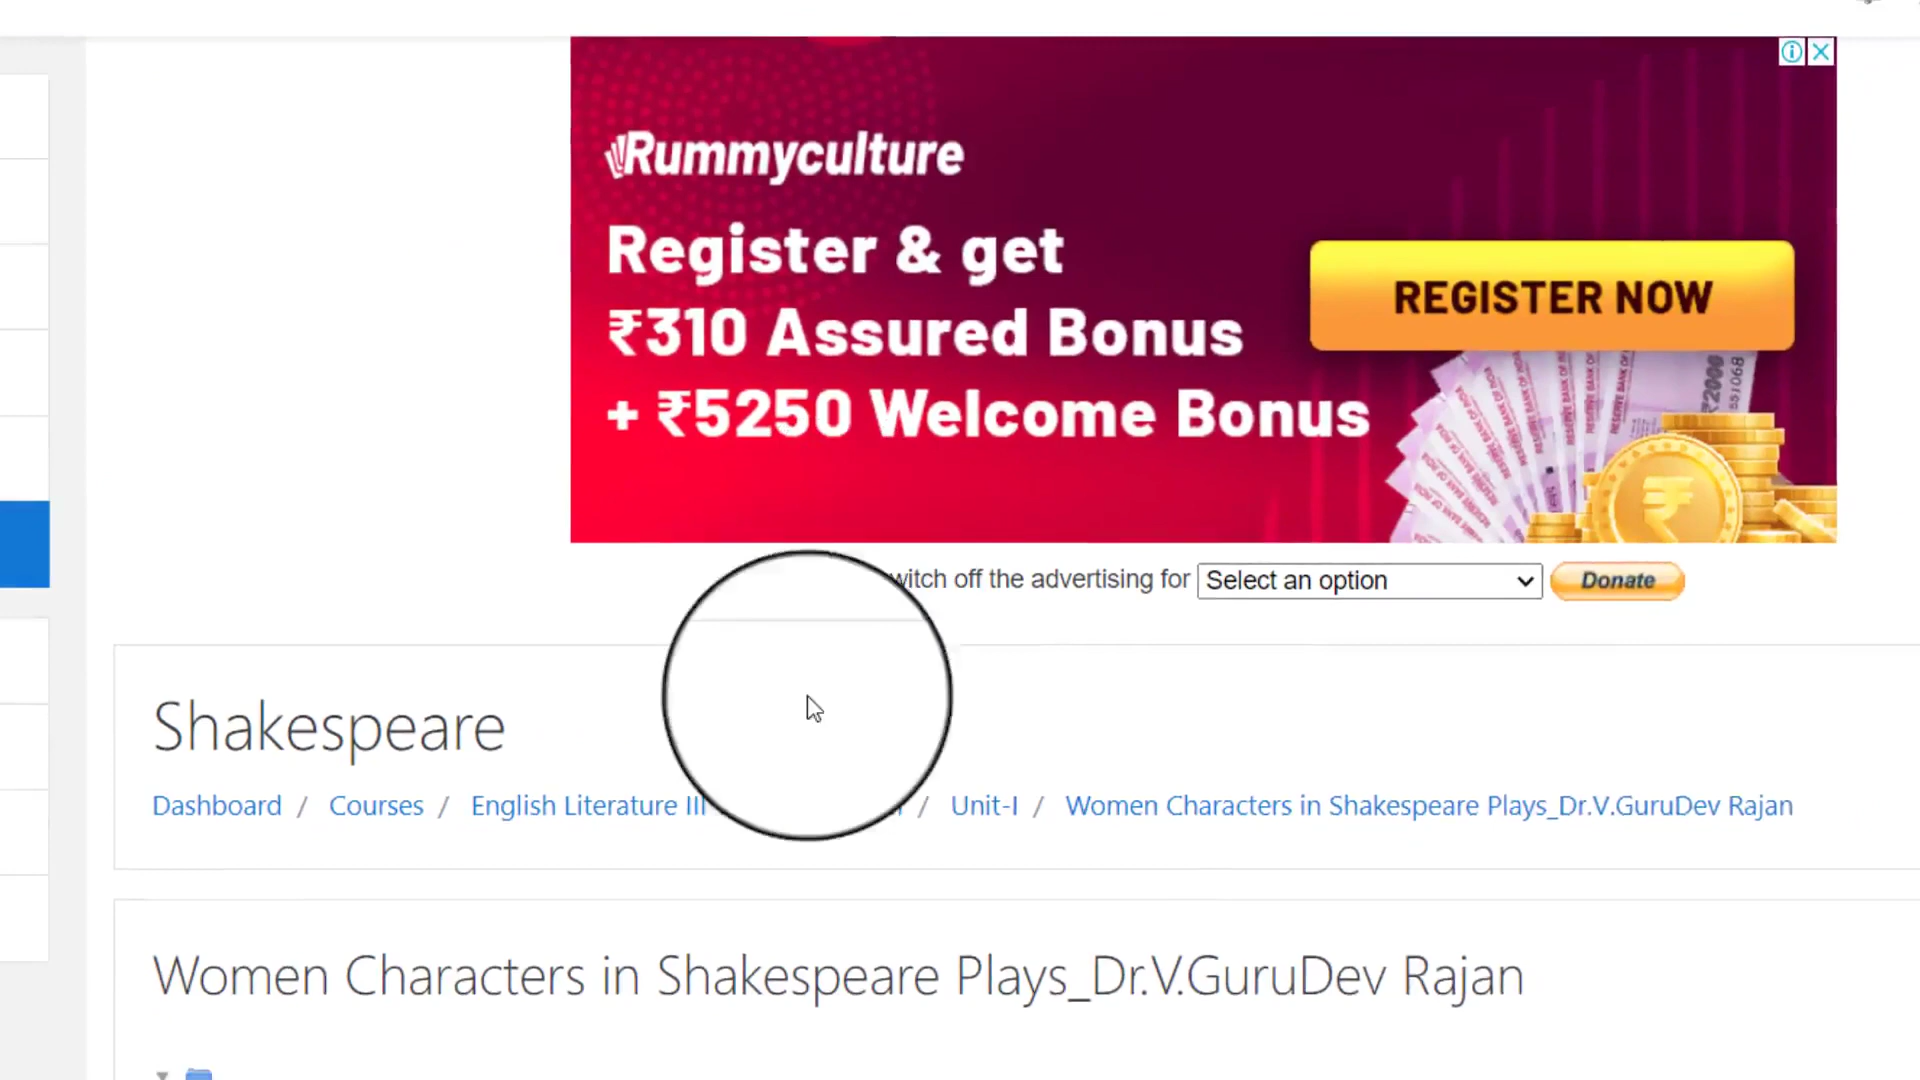 Rummyculture
Register & get
₹310 Assured Bonus
+ ₹5250 Welcome Bonus
REGISTER NOW
witch off the advertising for Select an option Donate
Shakespeare
Dashboard / Courses / English Literature III / Unit-I / Women Characters in Shakespeare Plays_Dr.V.GuruDev Rajan
Women Characters in Shakespeare Plays_Dr.V.GuruDev Rajan